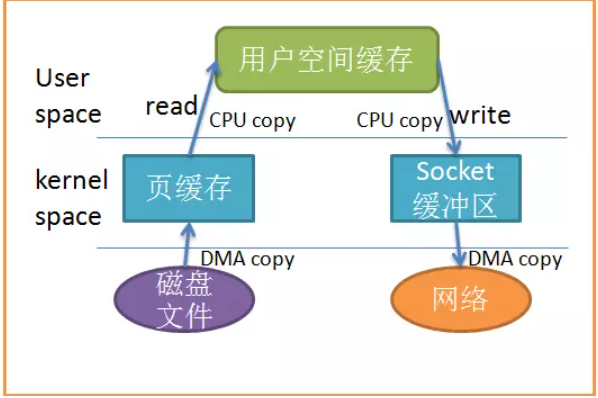 用户空间缓存
User
space
read
CPU copy
CPU copy
write
kernel
space
页缓存
Socket
缓冲区
DMA copy
DMA copy
磁盘
文件
网络